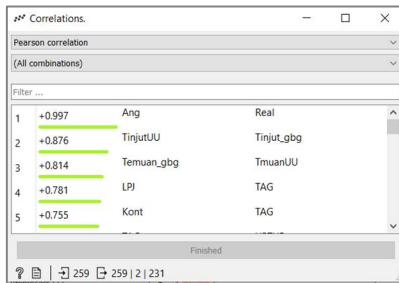 Correlations.
Pearson correlation
(All combinations)
Filter ...
1 +0.997 Ang Real
2 +0.876 TinjutUU Tinjut_gbg
3 +0.814 Temuan_gbg TmuanUU
4 +0.781 LPJ TAG
5 +0.755 Kont TAG
Finished
? 259 259 | 2 | 231